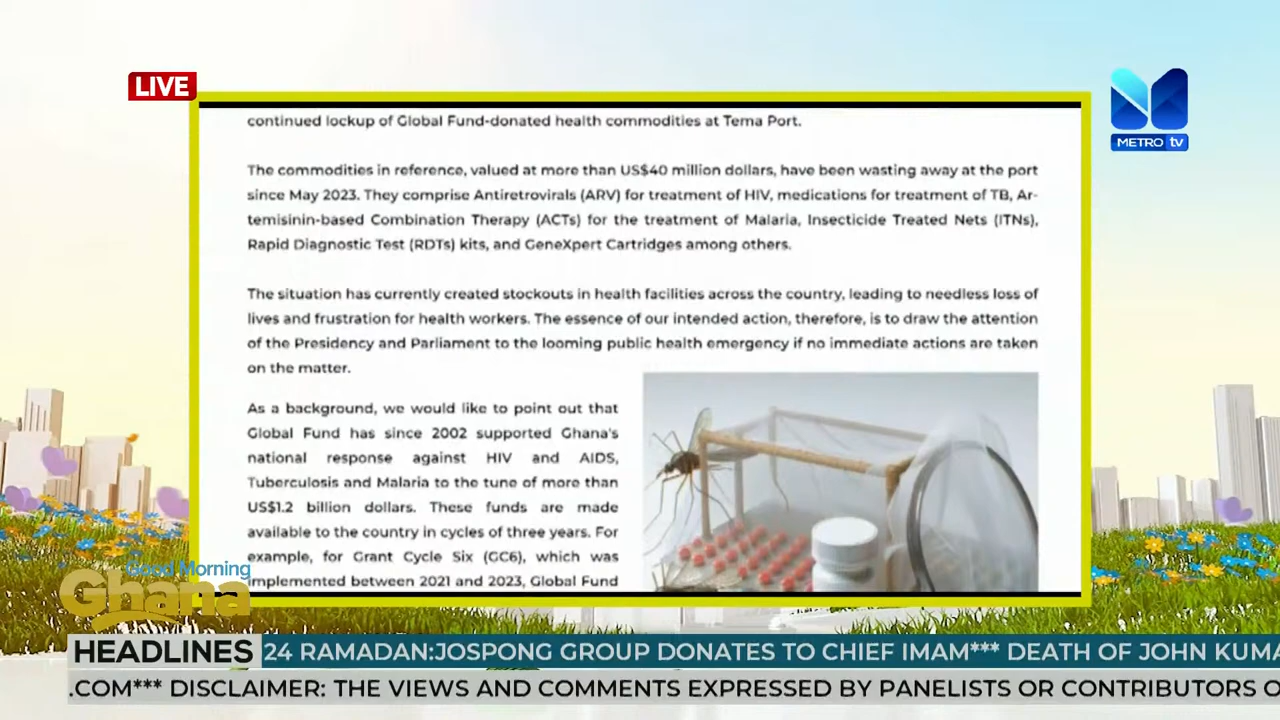 LIVE
METRO tv
continued lockup of Global Fund-donated health commodities at Tema Port.
The commodities in reference, valued at more than US$40 million dollars, have been wasting away at the port
since May 2023. They comprise Antiretrovirals (ARV) for treatment of HIV, medications for treatment of TB, Ar-
temisinin-based Combination Therapy (ACTs) for the treatment of Malaria, Insecticide Treated Nets (ITNs),
Rapid Diagnostic Test (RDTs) kits, and GeneXpert Cartridges among others.
The situation has currently created stockouts in health facilities across the country, leading to needless loss of
lives and frustration for health workers. The essence of our intended action, therefore, is to draw the attention
of the Presidency and Parliament to the looming public health emergency if no immediate actions are taken
on the matter.
As a background, we would like to point out that
Global Fund has since 2002 supported Ghana's
national response against HIV and AIDS,
Tuberculosis and Malaria to the tune of more than
US$1.2 billion dollars. These funds are made
available to the country in cycles of three years. For
example, for Grant Cycle Six (GC6), which was
implemented between 2021 and 2023, Global Fund
Good Morning
Ghana
HEADLINES 24 RAMADAN:JOSPONG GROUP DONATES TO CHIEF IMAM*** DEATH OF JOHN KUMA
.COM*** DISCLAIMER: THE VIEWS AND COMMENTS EXPRESSED BY PANELISTS OR CONTRIBUTORS O